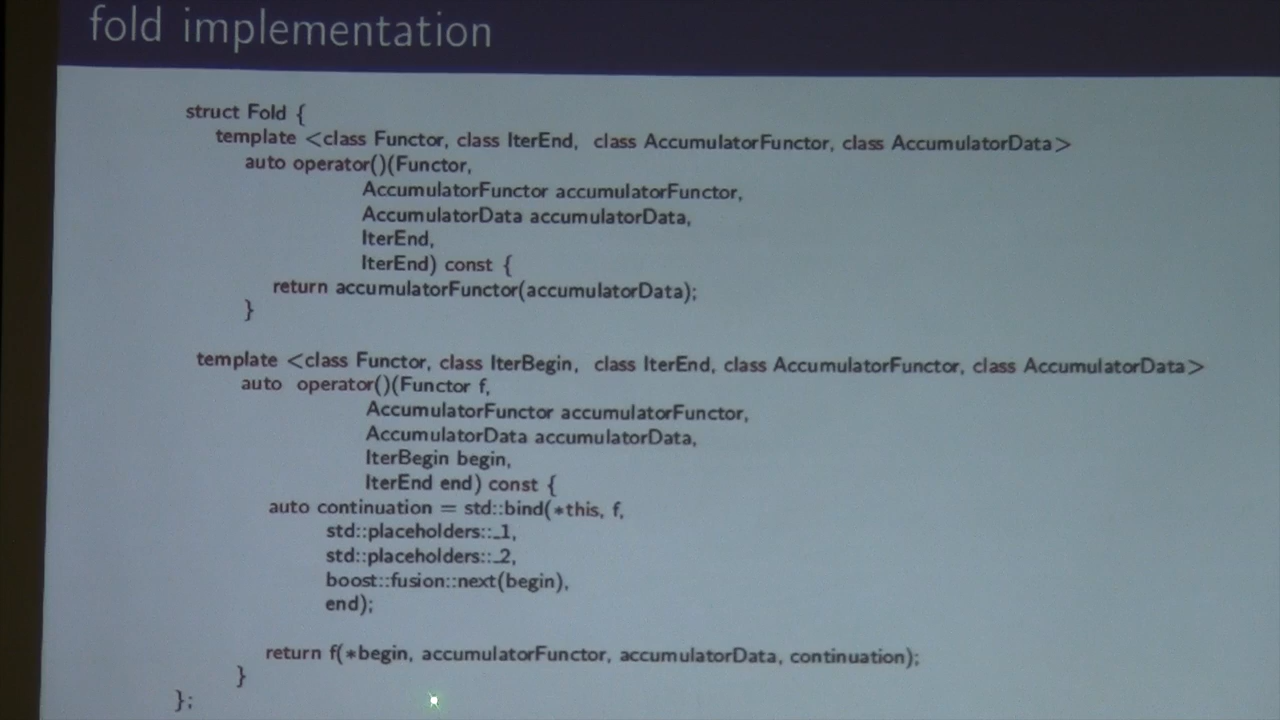 fold implementation
struct Fold {
template <class Functor, class IterEnd, class AccumulatorFunctor, class AccumulatorData>
auto operator()(Functor,
AccumulatorFunctor accumulatorFunctor,
AccumulatorData accumulatorData,
IterEnd,
IterEnd) const {
return accumulatorFunctor(accumulatorData);
}
template <class Functor, class IterBegin, class IterEnd, class AccumulatorFunctor, class AccumulatorData>
auto operator()(Functor f,
AccumulatorFunctor accumulatorFunctor,
AccumulatorData accumulatorData,
IterBegin begin,
IterEnd end) const {
auto continuation = std::bind(*this, f,
std::placeholders::_1,
std::placeholders::_2,
boost::fusion::next(begin),
end);
return f(*begin, accumulatorFunctor, accumulatorData, continuation);
}
};